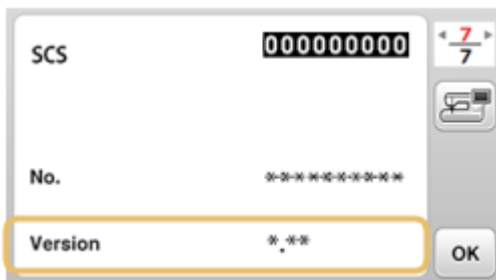 SCS 000000000
7
7
No. **********
Version *.**
OK